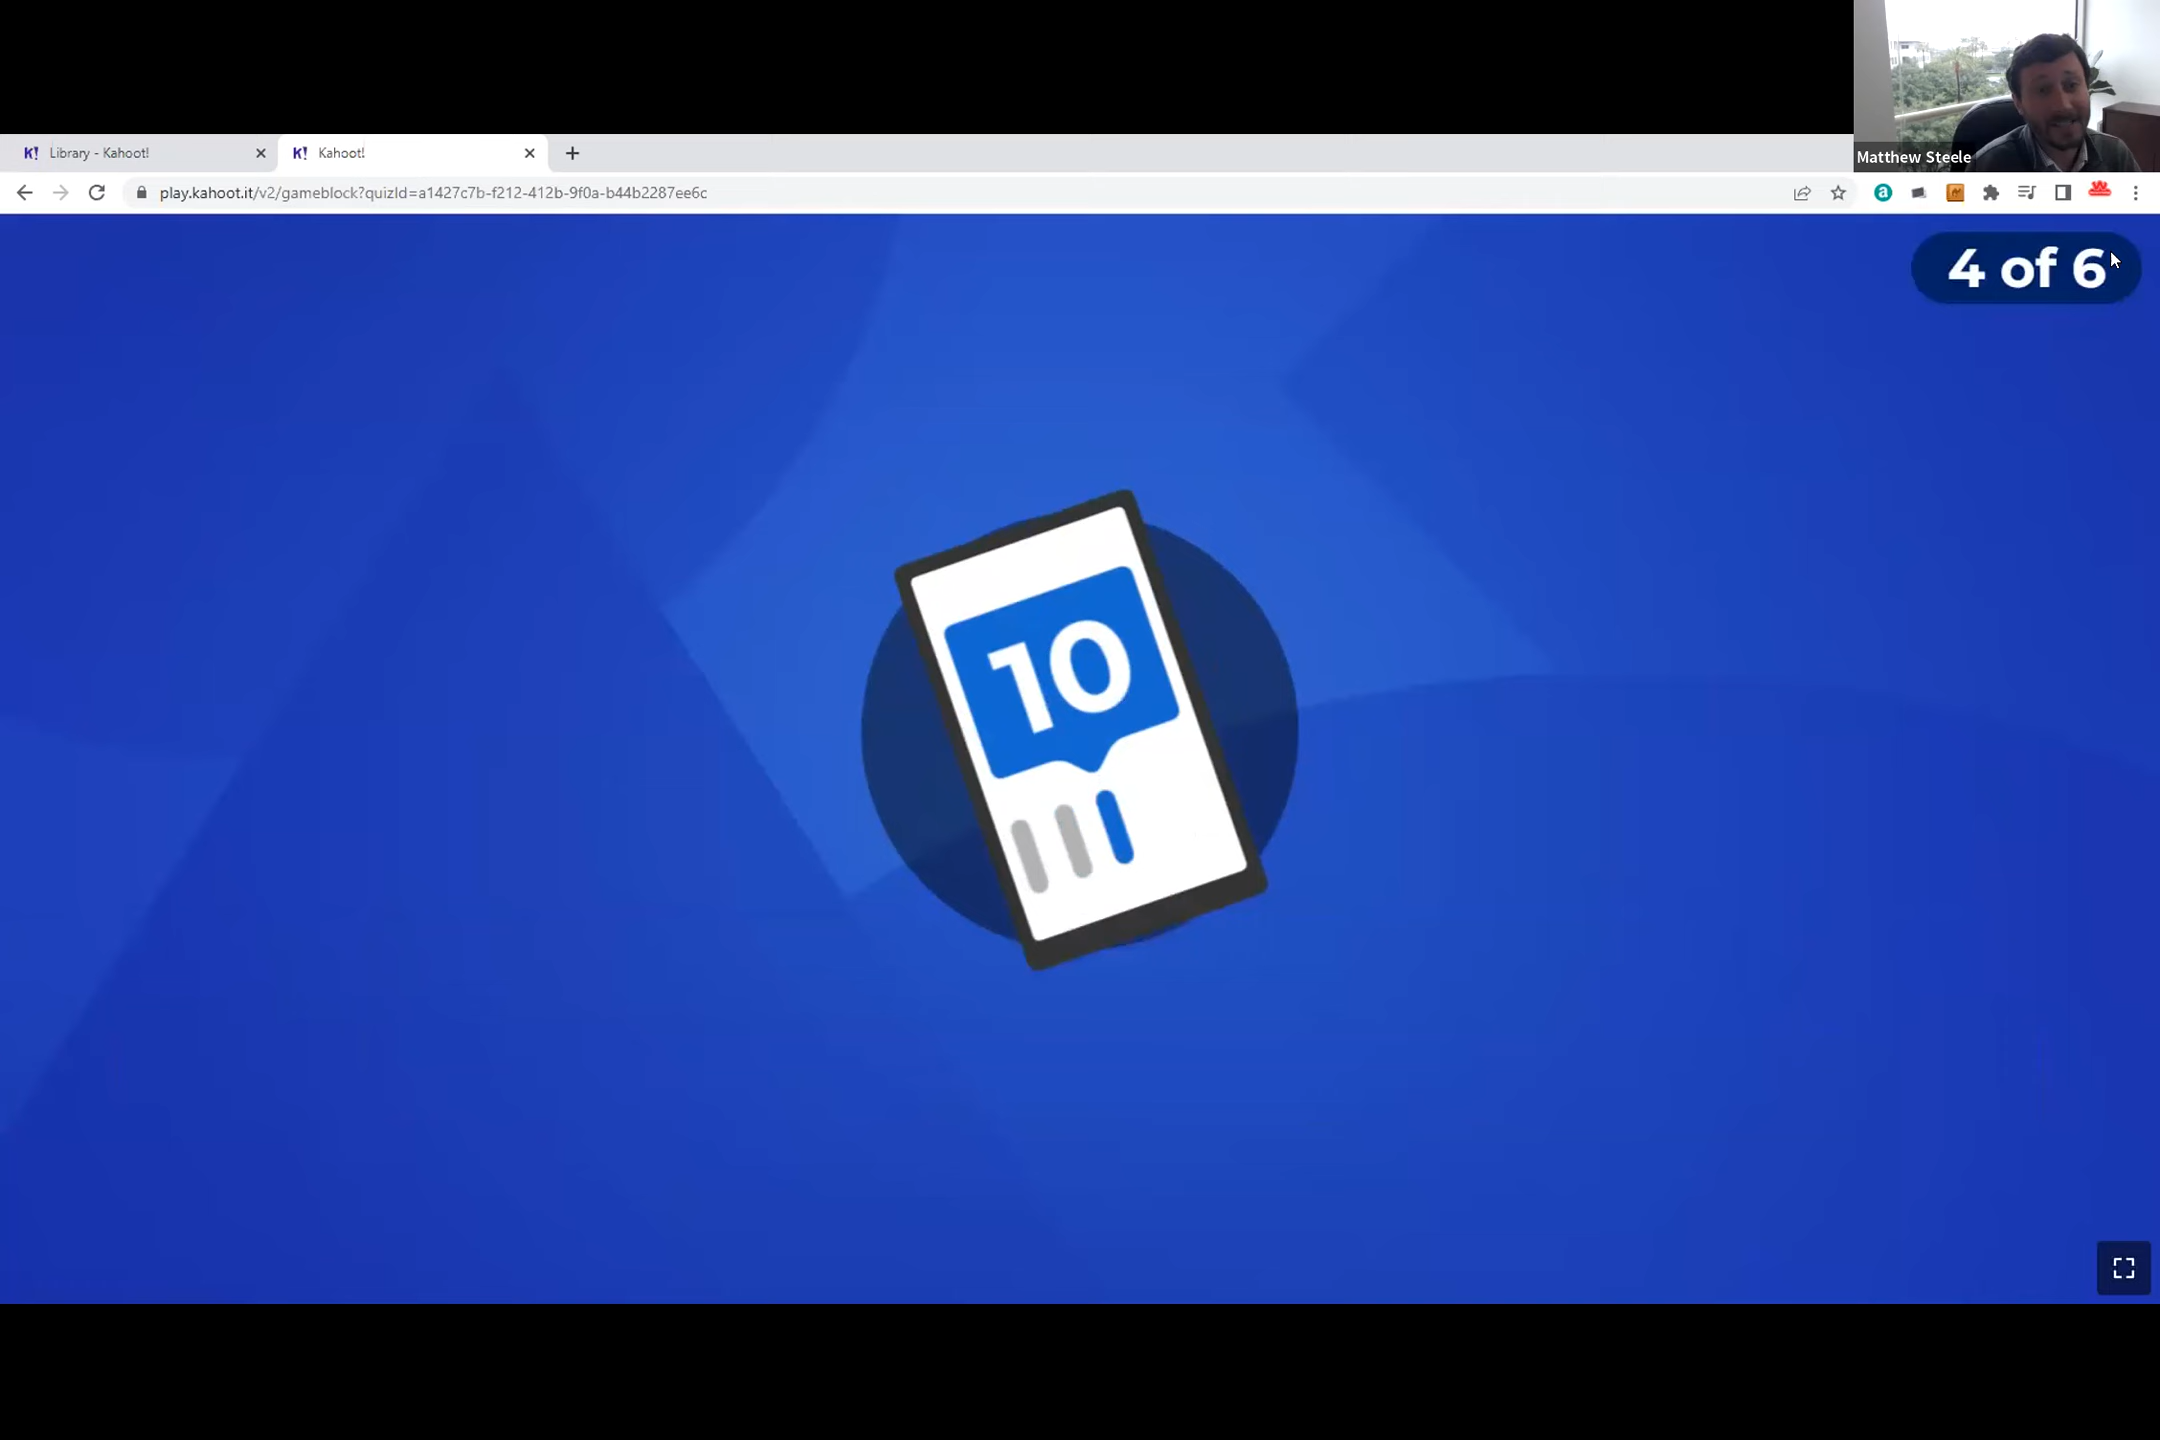 Matthew Steele
K! Library - Kahoot!
K! Kahoot!
play.kahoot.it/v2/gameblock?quizId=a1427c7b-f212-412b-9f0a-b44b2287ee6c
a
4 of 6
10